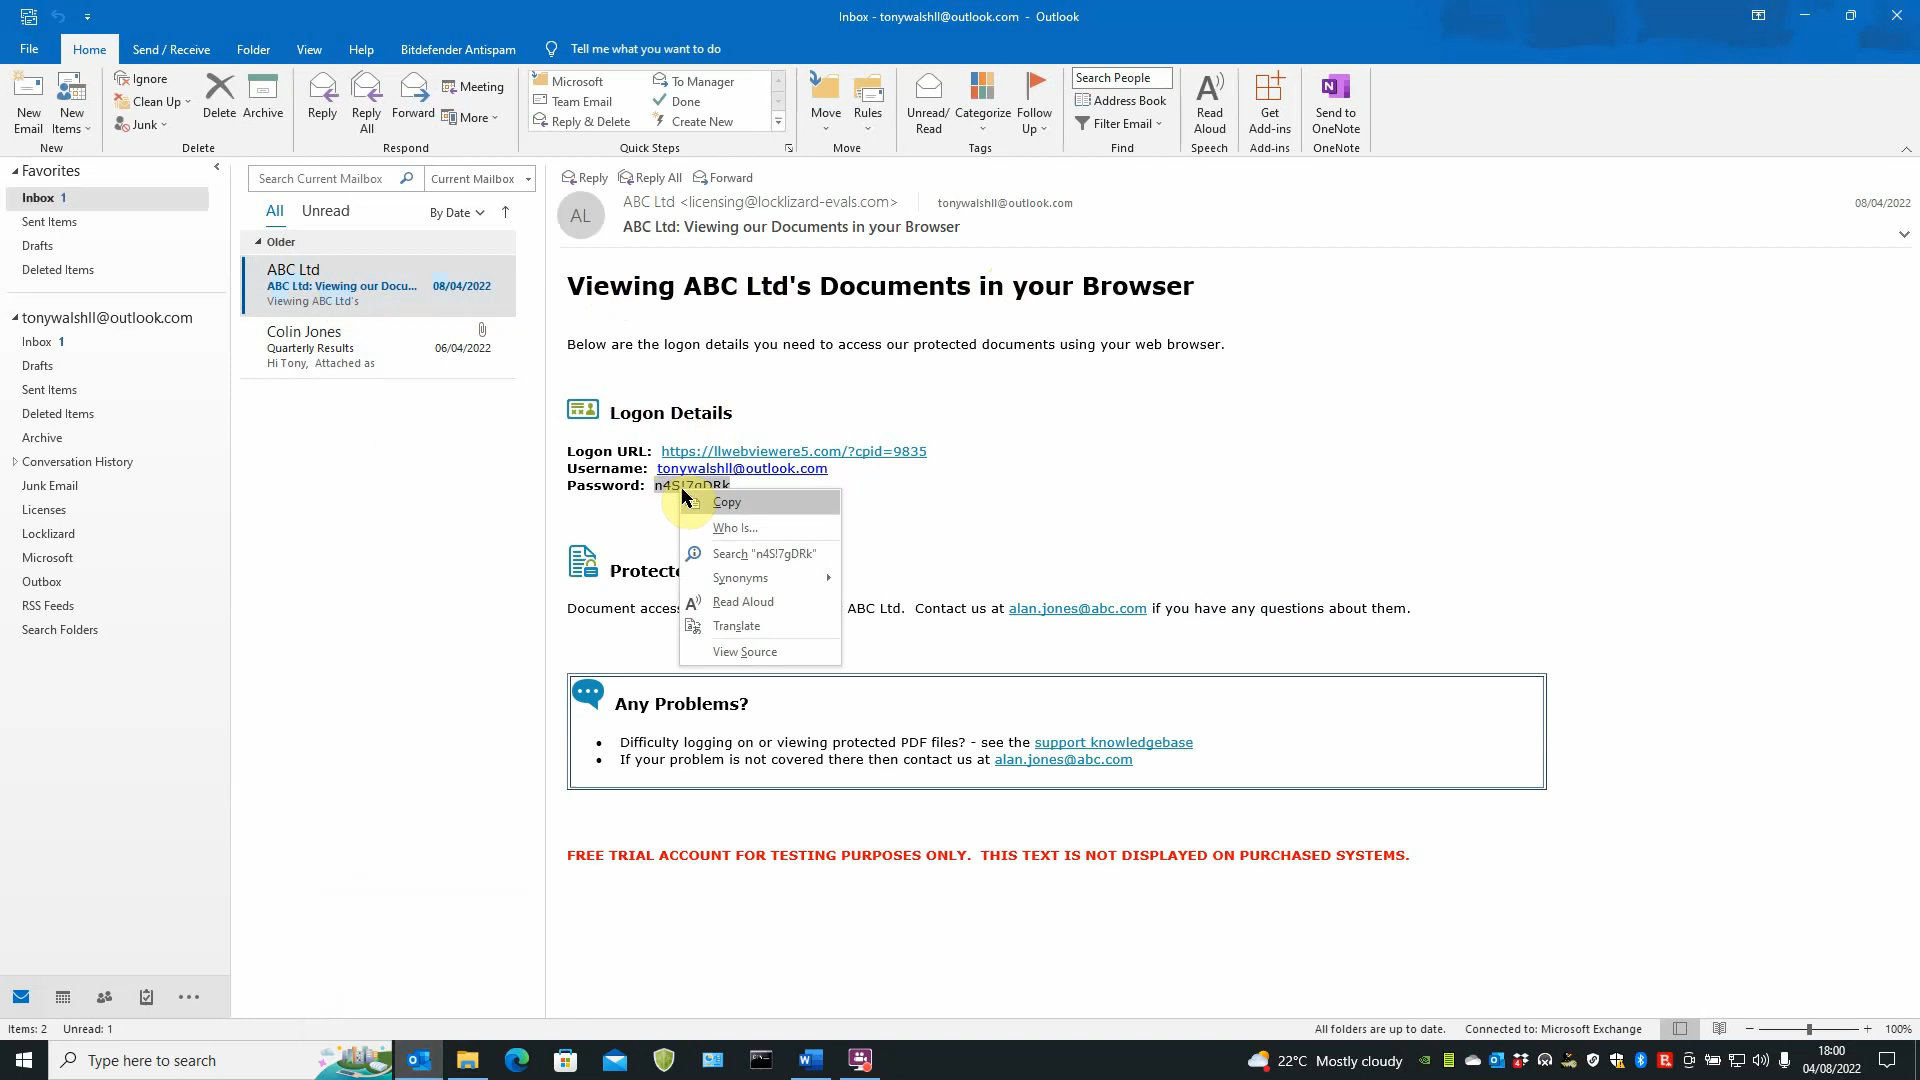 Inbox - tonywalshll@outlook.com - Outlook
File Home Send / Receive Folder View Help Bitdefender Antispam Tell me what you want to do
New Email
New Items
Ignore
Clean Up
Junk
Delete
Archive
Reply
Reply All
Forward
Meeting
More
Microsoft
Team Email
Reply & Delete
To Manager
Done
Create New
Move
Rules
Unread/ Read
Categorize
Follow Up
Search People
Address Book
Filter Email
Read Aloud
Get Add-ins
Send to OneNote
New Delete Respond Quick Steps Move Tags Find Speech Add-ins OneNote
Favorites
Inbox 1
Sent Items
Drafts
Deleted Items
tonywalshll@outlook.com
Inbox 1
Drafts
Sent Items
Deleted Items
Archive
Conversation History
Junk Email
Licenses
Locklizard
Microsoft
Outbox
RSS Feeds
Search Folders
Search Current Mailbox Current Mailbox
All Unread By Date
Older
ABC Ltd
ABC Ltd: Viewing our Docu... 08/04/2022
Viewing ABC Ltd's
Colin Jones
Quarterly Results 06/04/2022
Hi Tony, Attached as
Reply Reply All Forward
AL
ABC Ltd <licensing@locklizard-evals.com> tonywalshll@outlook.com 08/04/2022
ABC Ltd: Viewing our Documents in your Browser
Viewing ABC Ltd's Documents in your Browser
Below are the logon details you need to access our protected documents using your web browser.
Logon Details
Logon URL: https://llwebviewere5.com/?cpid=9835
Username: tonywalshll@outlook.com
Password: n4S!7gDRk
Copy
Who Is...
Search "n4S!7gDRk"
Synonyms
Read Aloud
Translate
View Source
Protecte
Document acces ABC Ltd. Contact us at alan.jones@abc.com if you have any questions about them.
Any Problems?
• Difficulty logging on or viewing protected PDF files? - see the support knowledgebase
• If your problem is not covered there then contact us at alan.jones@abc.com
FREE TRIAL ACCOUNT FOR TESTING PURPOSES ONLY. THIS TEXT IS NOT DISPLAYED ON PURCHASED SYSTEMS.
Items: 2 Unread: 1 All folders are up to date. Connected to: Microsoft Exchange 100%
Type here to search 22°C Mostly cloudy 18:00
04/08/2022